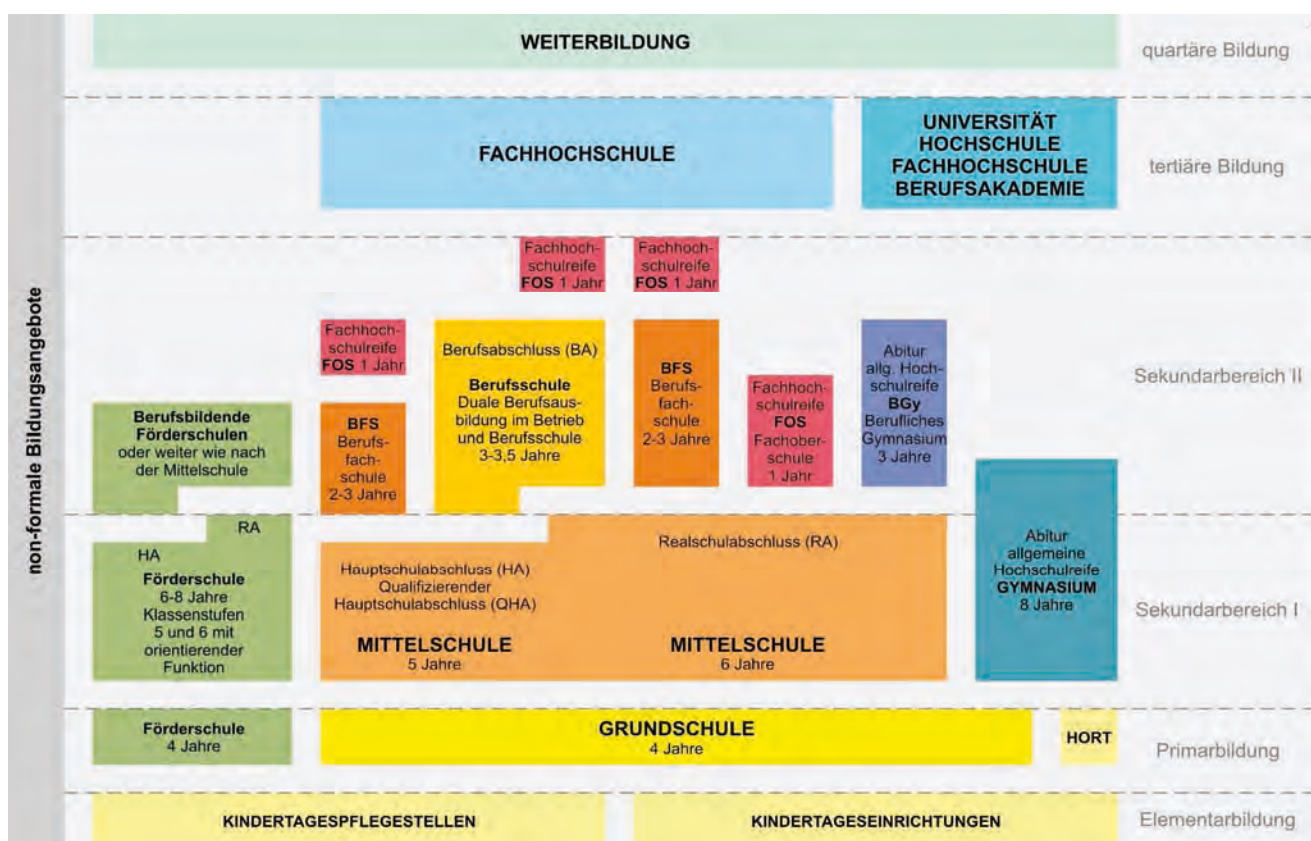 WEITERBILDUNG
quartäre Bildung
FACHHOCHSCHULE
UNIVERSITÄT
HOCHSCHULE
FACHHOCHSCHULE
BERUFSAKADEMIE
tertiäre Bildung
non-formale Bildungsangebote
Fachhoch-
schulreife
FOS 1 Jahr
Fachhoch-
schulreife
FOS 1 Jahr
Fachhoch-
schulreife
FOS 1 Jahr
Berufsbildende
Förderschulen
oder weiter wie nach
der Mittelschule
BFS
Berufs-
fach-
schule
2-3 Jahre
Berufsabschluss (BA)
Berufsschule
Duale Berufsaus-
bildung im Betrieb
und Berufsschule
3-3,5 Jahre
BFS
Berufs-
fach-
schule
2-3 Jahre
Fachhoch-
schulreife
FOS
Fachober-
schule
1 Jahr
Abitur
allg. Hoch-
schulreife
BGy
Berufliches
Gymnasium
3 Jahre
Sekundarbereich II
RA
HA
Förderschule
6-8 Jahre
Klassenstufen
5 und 6 mit
orientierender
Funktion
Hauptschulabschluss (HA)
Qualifizierender
Hauptschulabschluss (QHA)
MITTELSCHULE
5 Jahre
Realschulabschluss (RA)
MITTELSCHULE
6 Jahre
Abitur
allgemeine
Hochschulreife
GYMNASIUM
8 Jahre
Sekundarbereich I
Förderschule
4 Jahre
GRUNDSCHULE
4 Jahre
HORT
Primarbildung
KINDERTAGESPFLEGESTELLEN
KINDERTAGESEINRICHTUNGEN
Elementarbildung